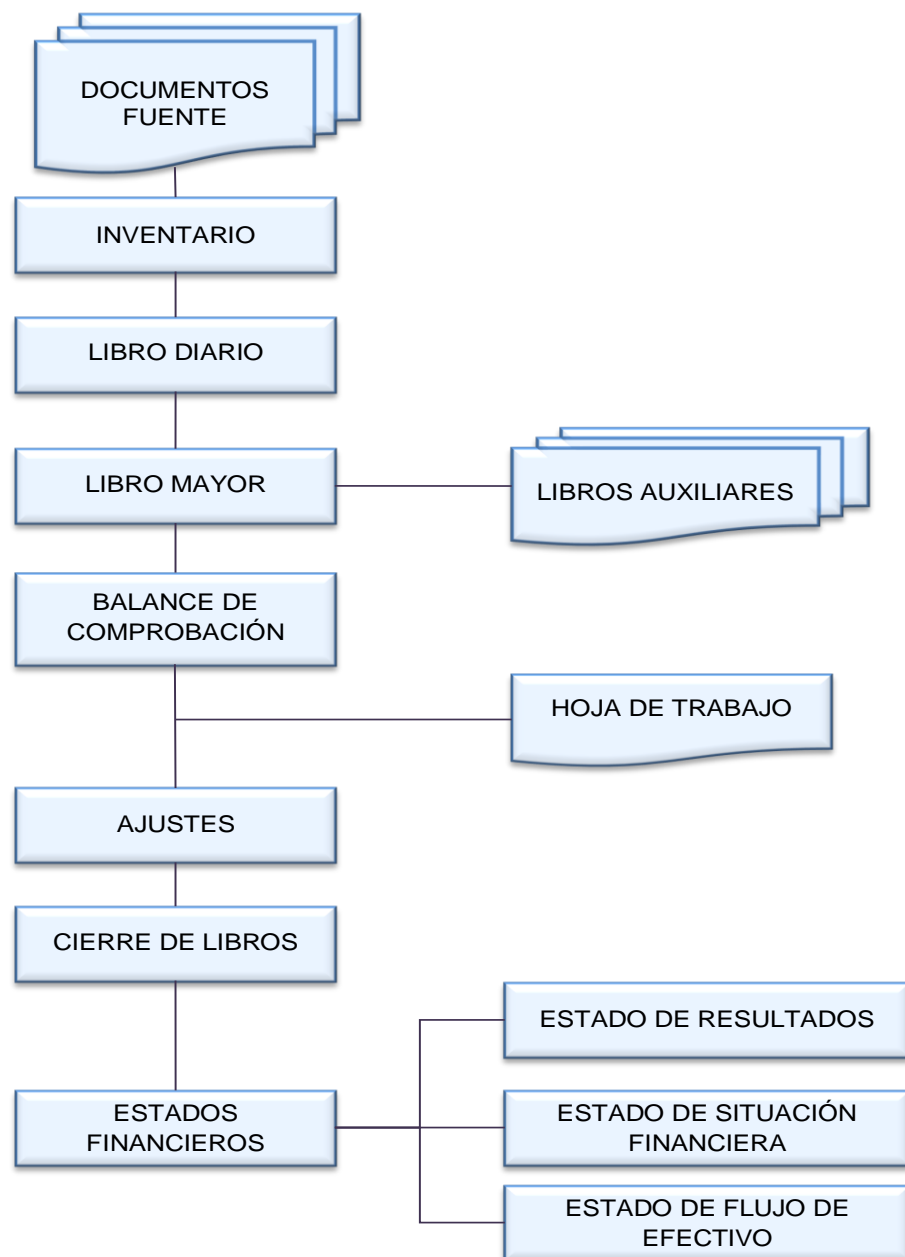 DOCUMENTOS
FUENTE
INVENTARIO
LIBRO DIARIO
LIBRO MAYOR
LIBROS AUXILIARES
BALANCE DE
COMPROBACIÓN
HOJA DE TRABAJO
AJUSTES
CIERRE DE LIBROS
ESTADO DE RESULTADOS
ESTADOS
FINANCIEROS
ESTADO DE SITUACIÓN
FINANCIERA
ESTADO DE FLUJO DE
EFECTIVO